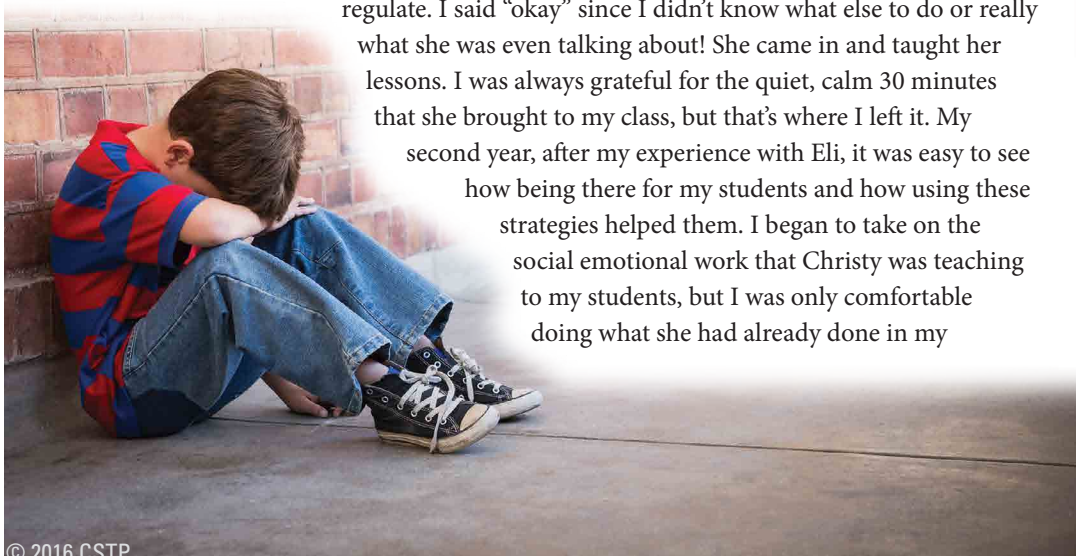 regulate. I said “okay” since I didn’t know what else to do or really
what she was even talking about! She came in and taught her
lessons. I was always grateful for the quiet, calm 30 minutes
that she brought to my class, but that’s where I left it. My
second year, after my experience with Eli, it was easy to see
how being there for my students and how using these
strategies helped them. I began to take on the
social emotional work that Christy was teaching
to my students, but I was only comfortable
doing what she had already done in my
© 2016 CSTP